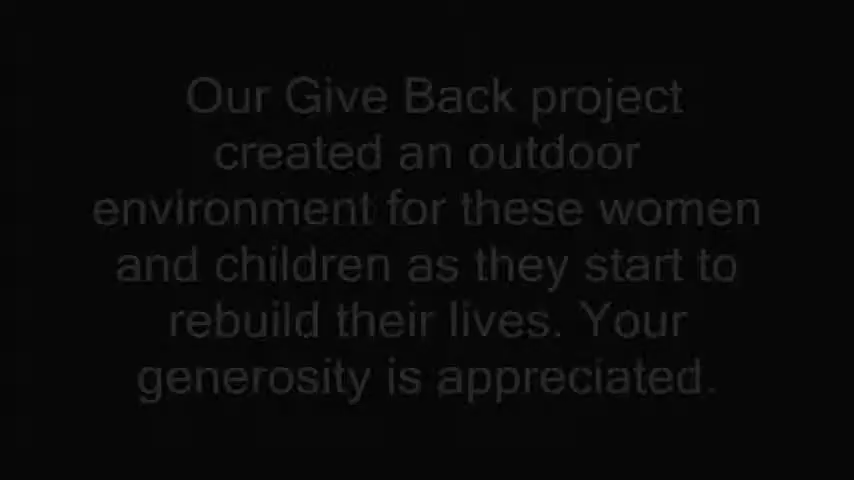 Our Give Back project
created an outdoor
environment for these women
and children as they start to
rebuild their lives. Your
generosity is appreciated.